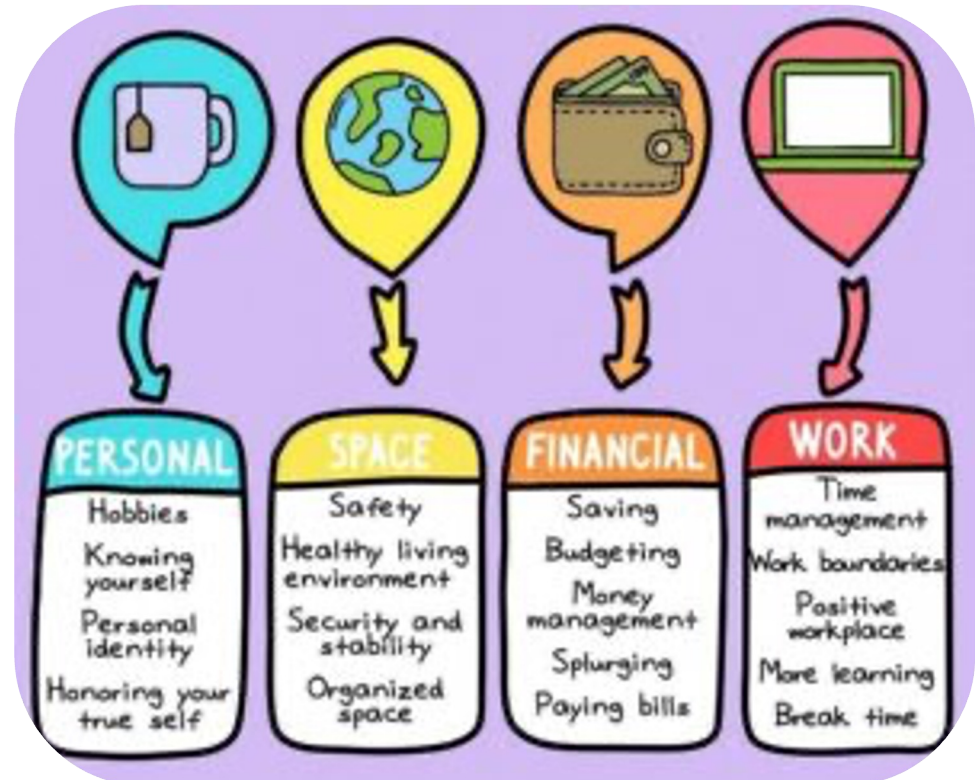 PERSONAL
Hobbies
Knowing
yourself
Personal
identity
Honoring your
true self
SPACE
Safety
Healthy living
environment
Security and
stability
Organized
space
FINANCIAL
Saving
Budgeting
Money
management
Splurging
Paying bills
WORK
Time
management
Work boundaries
Positive
workplace
More learning
Break time